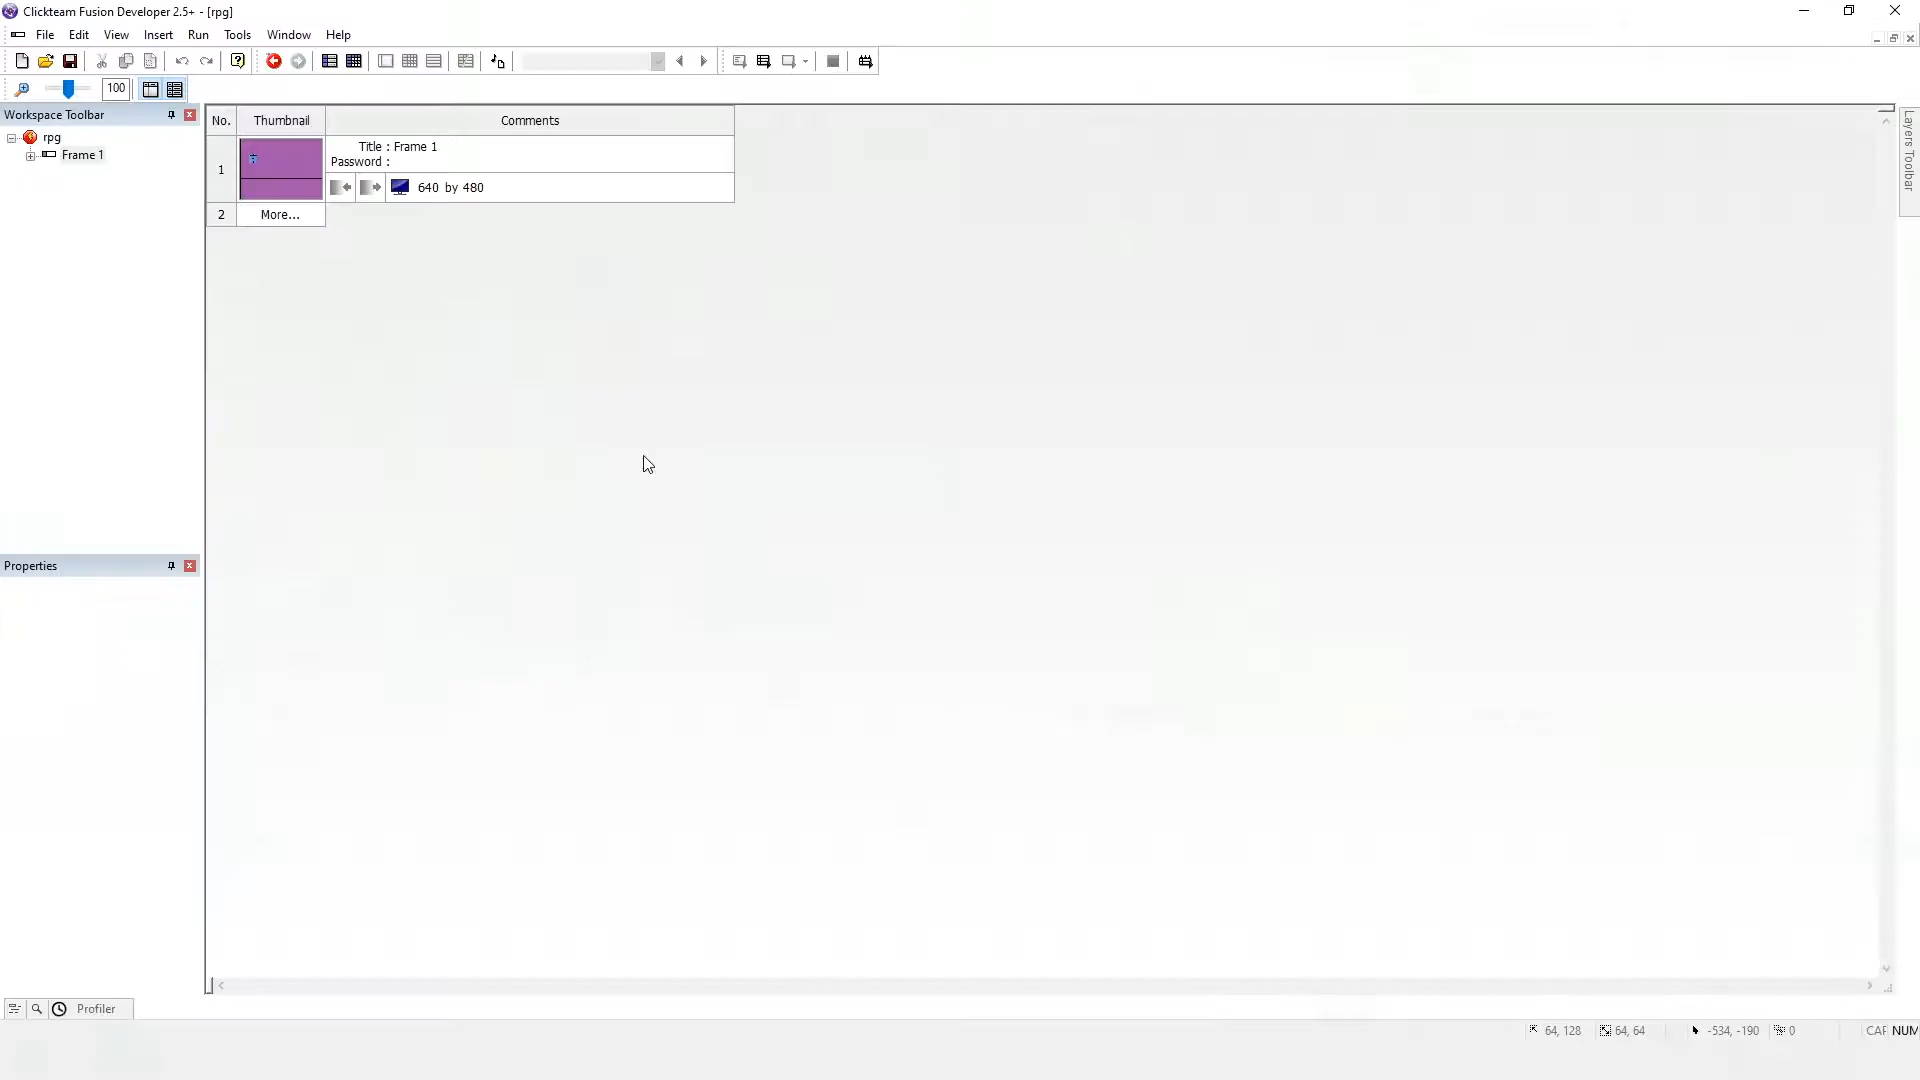 Clickteam Fusion Developer 2.5+ - [rpg]
File Edit View Insert Run Tools Window Help
100
Workspace Toolbar
rpg
Frame 1
Properties
No. Thumbnail Comments
1
Title : Frame 1
Password :
640 by 480
2 More...
Layers Toolbar
Profiler
64, 128 64, 64 -534, -190 0 CAP NUM